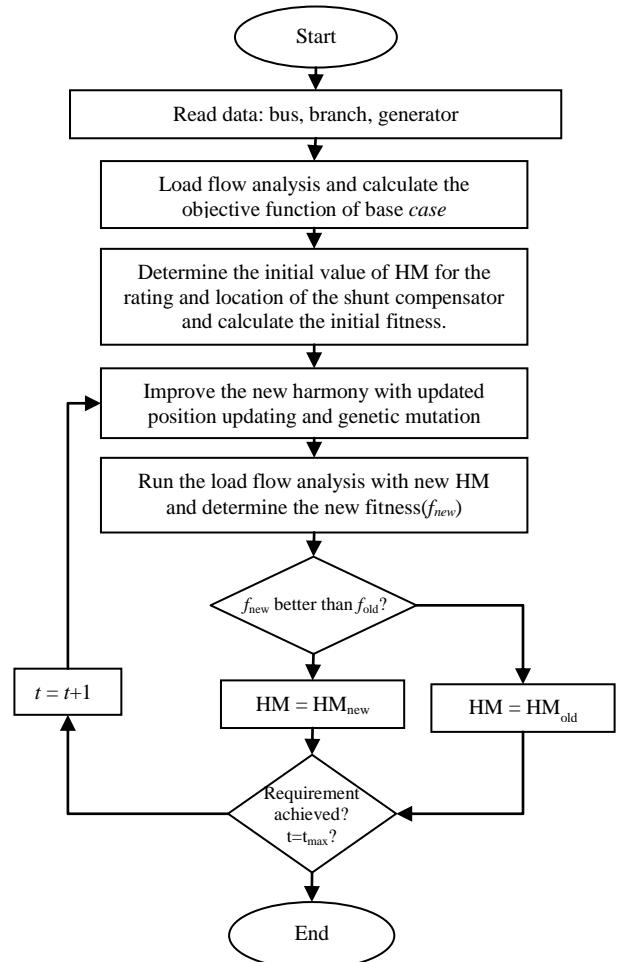 Start
Read data: bus, branch, generator
Load flow analysis and calculate the
objective function of base case
Determine the initial value of HM for the
rating and location of the shunt compensator
and calculate the initial fitness.
Improve the new harmony with updated
position updating and genetic mutation
Run the load flow analysis with new HM
and determine the new fitness(fnew)
fnew better than fold?
t = t+1
HM = HMnew
HM = HMold
Requirement
achieved?
t=tmax?
End